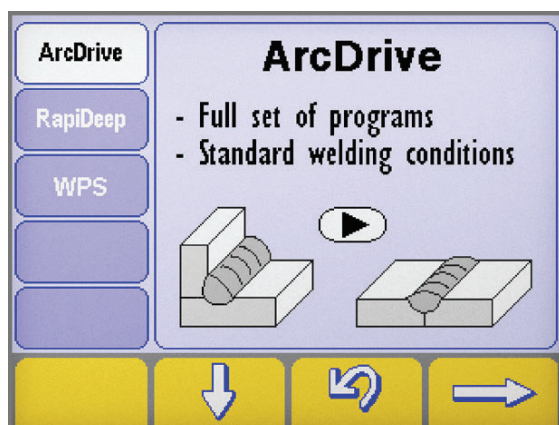 ArcDrive
RapiDeep
WPS
ArcDrive
- Full set of programs
- Standard welding conditions